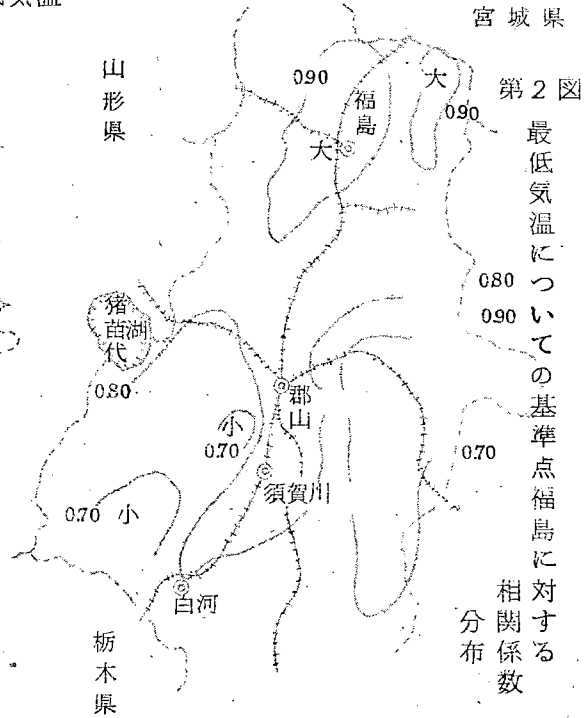 気温
宮城県
第2図
最低気温についての基準点福島に対する
相関係数
分布
山形県
0.90
福島
大
大
0.90
0.80
0.90
猪苗代湖
0.80
郡山
小
0.70
0.70
須賀川
0.70 小
白河
栃木県